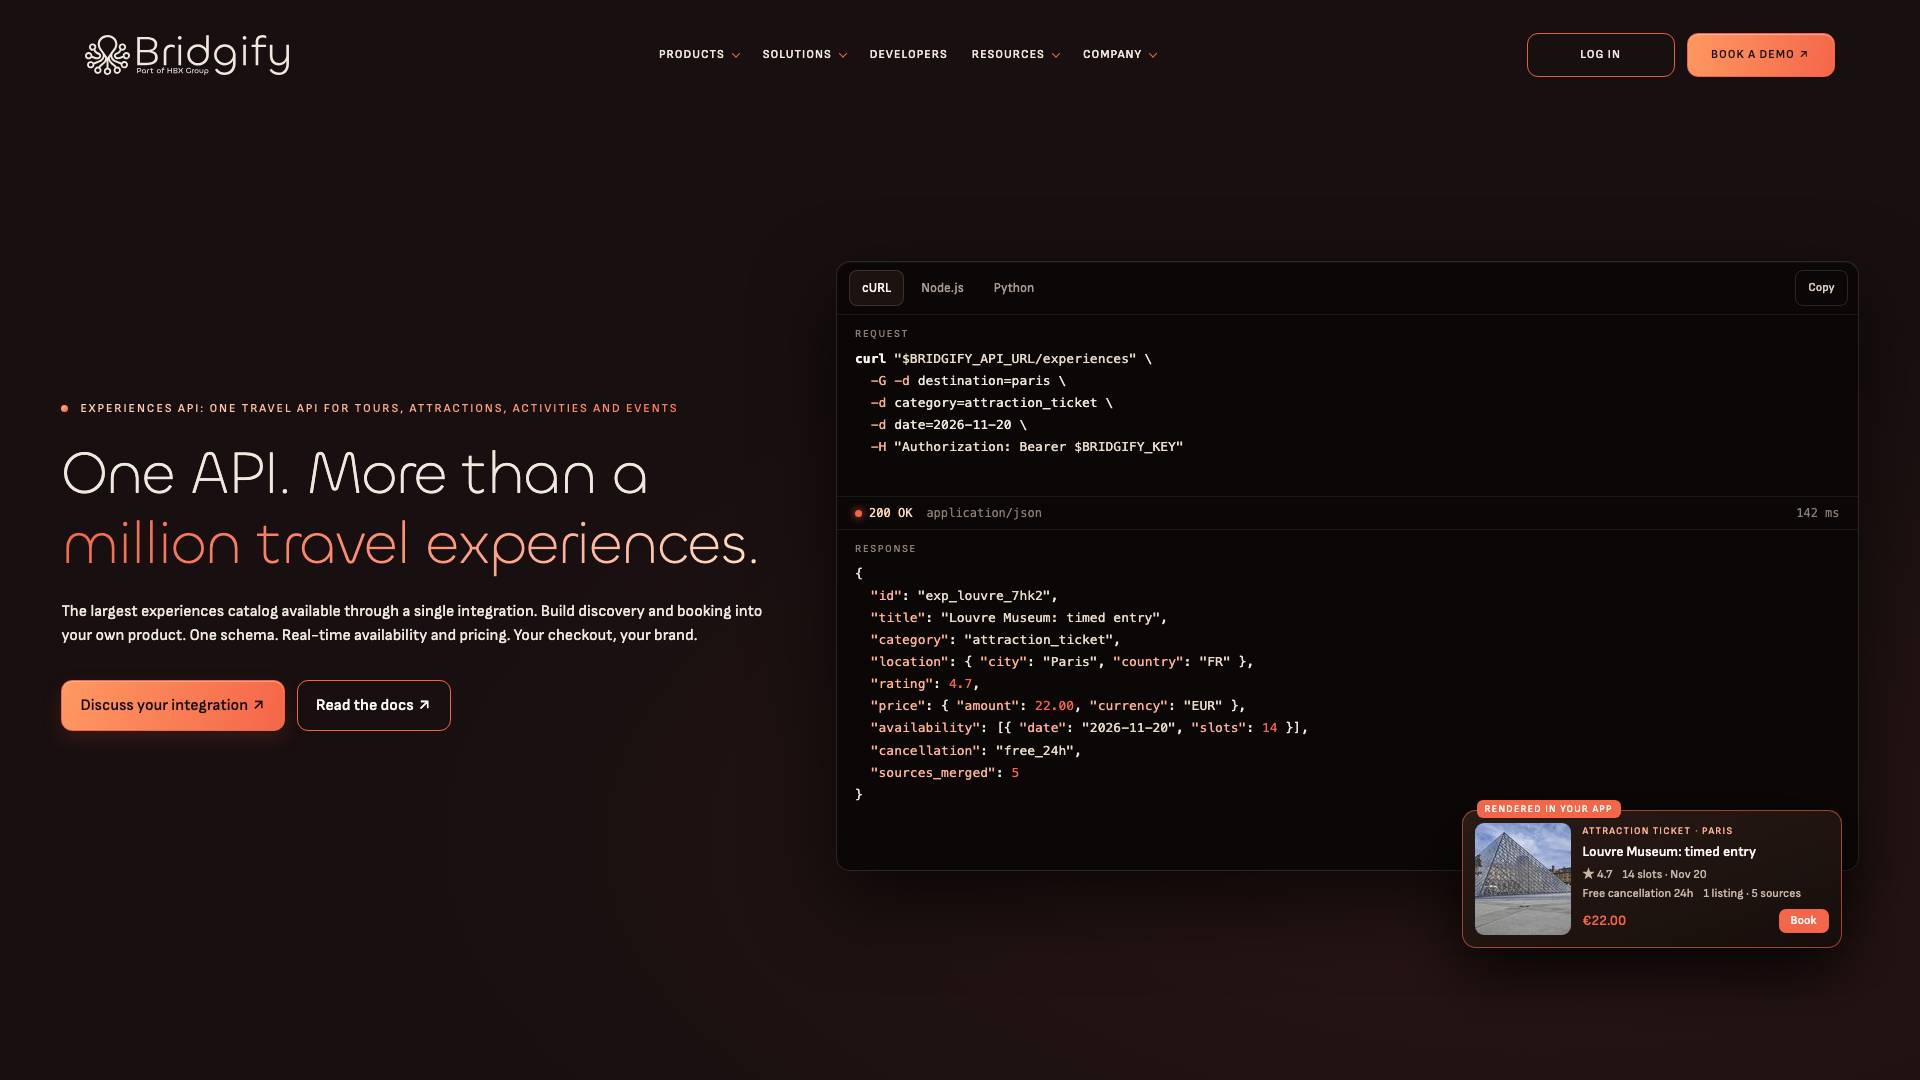 Bridgify
Part of HBX Group
PRODUCTS
SOLUTIONS
DEVELOPERS
RESOURCES
COMPANY
LOG IN
BOOK A DEMO ↗
EXPERIENCES API: ONE TRAVEL API FOR TOURS, ATTRACTIONS, ACTIVITIES AND EVENTS
One API. More than a
million travel experiences.
The largest experiences catalog available through a single integration. Build discovery and booking into
your own product. One schema. Real-time availability and pricing. Your checkout, your brand.
Discuss your integration ↗
Read the docs ↗
cURL
Node.js
Python
Copy
REQUEST
curl "$BRIDGIFY_API_URL/experiences" \
  -G -d destination=paris \
  -d category=attraction_ticket \
  -d date=2026-11-20 \
  -H "Authorization: Bearer $BRIDGIFY_KEY"
200 OK application/json 142 ms
RESPONSE
{
  "id": "exp_louvre_7hk2",
  "title": "Louvre Museum: timed entry",
  "category": "attraction_ticket",
  "location": { "city": "Paris", "country": "FR" },
  "rating": 4.7,
  "price": { "amount": 22.00, "currency": "EUR" },
  "availability": [{ "date": "2026-11-20", "slots": 14 }],
  "cancellation": "free_24h",
  "sources_merged": 5
}
RENDERED IN YOUR APP
ATTRACTION TICKET · PARIS
Louvre Museum: timed entry
★ 4.7 14 slots · Nov 20
Free cancellation 24h 1 listing · 5 sources
€22.00
Book